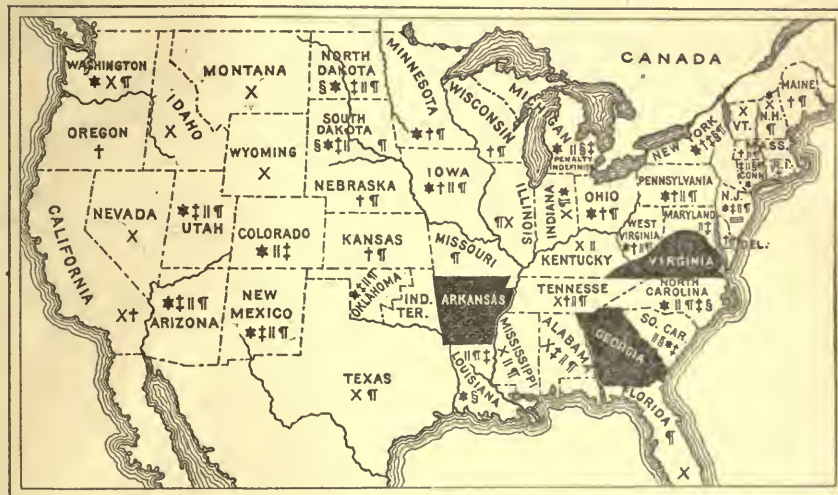 CANADA
WASHINGTON
✱ X ¶
MONTANA
X
IDAHO
X
NORTH
DAKOTA
§✱‡‖¶
MINNESOTA
✱†¶
WISCONSIN
†¶
MICHIGAN
✱‖§‡
PENALTY
INDEFINITE
MAINE
†¶
X
VT.
N.H.
¶
NEW YORK
✱†‡§¶
OREGON
†
WYOMING
X
SOUTH
DAKOTA
§✱‡‖ ¶
IOWA
✱†‖¶
NEBRASKA
†¶
ILLINOIS
¶X
INDIANA
X¶✱
OHIO
✱†¶
PENNSYLVANIA
✱†‖¶
N.J.
✱‡‖¶
CONN
R.I.
DEL.
MARYLAND
‖‡
WEST
VIRGINIA
✱†‖¶
VIRGINIA
CALIFORNIA
X†
NEVADA
X
✱‡‖¶
UTAH
COLORADO
✱‖‡
KANSAS
†¶
MISSOURI
¶
KENTUCKY
X‖
✱‡‖¶
ARIZONA
NEW
MEXICO
✱‡‖¶
✱‡‖¶
OKLAHOMA
IND.
TER.
ARKANSAS
TENNESSE
X†‖¶
NORTH
CAROLINA
✱‖¶‡§
SO. CAR.
‖§✱‡
GEORGIA
ALABAMA
X‡‖¶
MISSISSIPPI
X‖¶
‖¶‡
LOUISIANA
✱§
TEXAS
X ¶
FLORIDA
¶
X